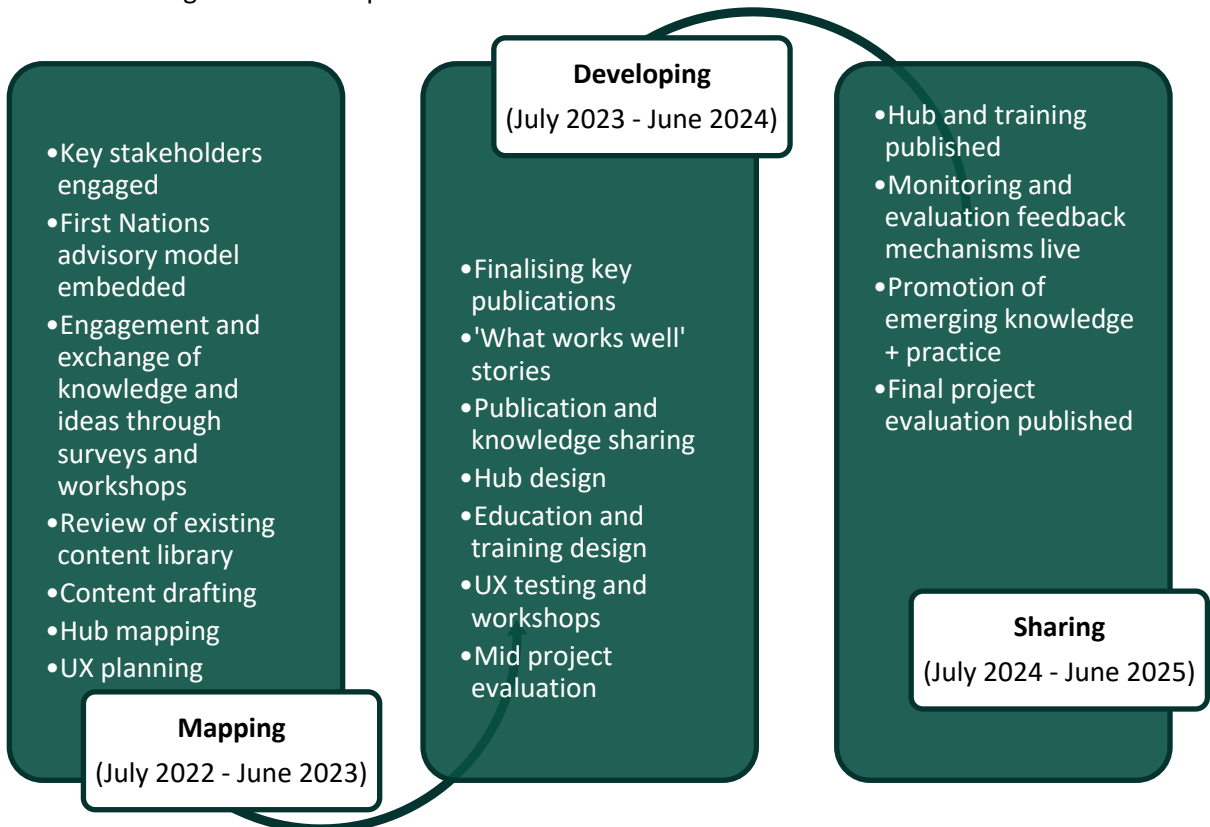 •Key stakeholders
engaged
•First Nations
advisory model
embedded
•Engagement and
exchange of
knowledge and
ideas through
surveys and
workshops
•Review of existing
content library
•Content drafting
•Hub mapping
•UX planning
Mapping
(July 2022 - June 2023)
Developing
(July 2023 - June 2024)
•Finalising key
publications
•'What works well'
stories
•Publication and
knowledge sharing
•Hub design
•Education and
training design
•UX testing and
workshops
•Mid project
evaluation
•Hub and training
published
•Monitoring and
evaluation feedback
mechanisms live
•Promotion of
emerging knowledge
+ practice
•Final project
evaluation published
Sharing
(July 2024 - June 2025)